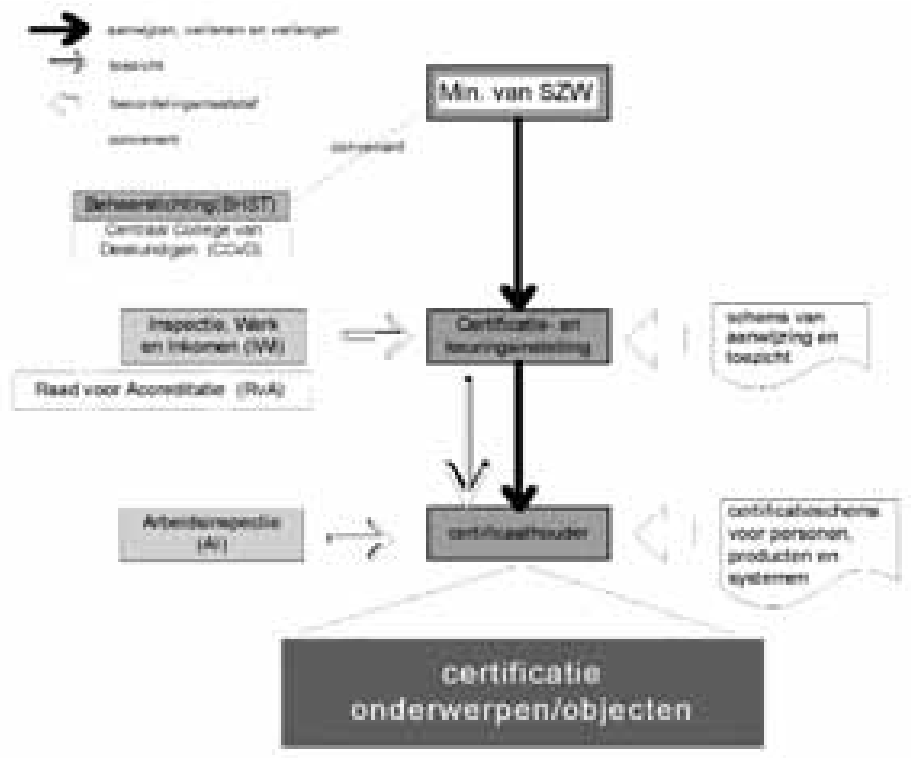 aanwijzen, verlenen en verlengen
toezicht
convenant
Min. van SZW
convenant
Beheerstichting
Centraal College van
Deskundigen (CCvD)
Inspectie, Werk
en Inkomen (IWI)
Raad voor Accreditatie (RvA)
Certificatie- en
keuringsinstelling
schema van
aanwijzing en
toezicht
Arbeidsinspectie
(AI)
certificaathouder
certificatieschema
voor personen,
producten en
systemen
certificatie
onderwerpen/objecten